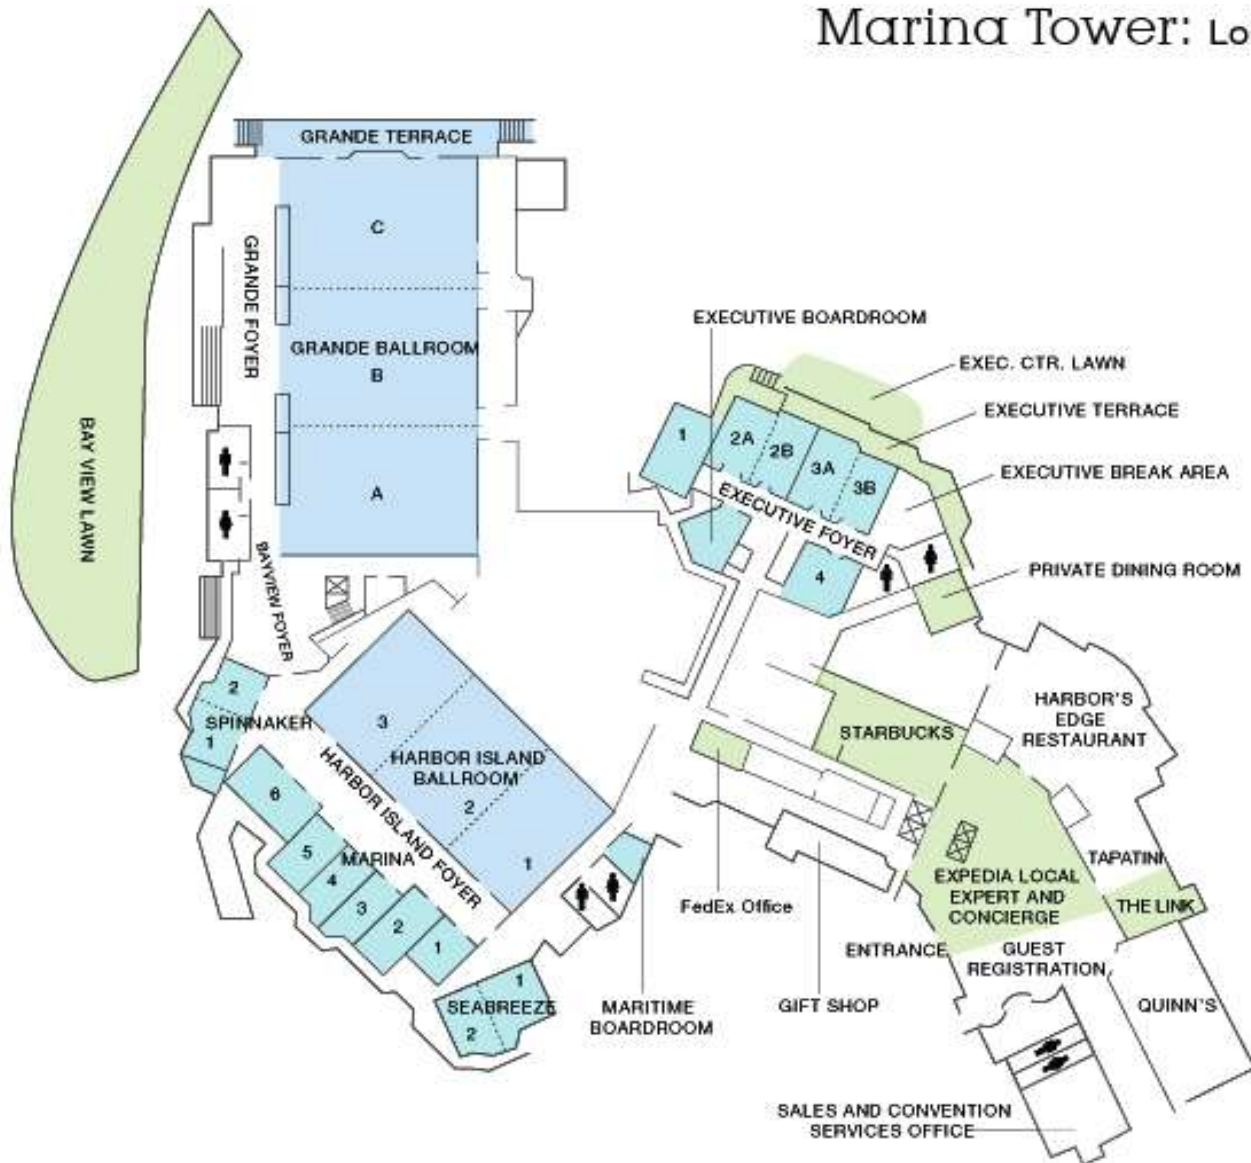 Marina Tower: Lo
GRANDE TERRACE
C
GRANDE FOYER
GRANDE BALLROOM
B
A
BAY VIEW LAWN
BAYVIEW FOYER
EXECUTIVE BOARDROOM
EXEC. CTR. LAWN
EXECUTIVE TERRACE
EXECUTIVE BREAK AREA
1
2A
2B
3A
3B
EXECUTIVE FOYER
4
PRIVATE DINING ROOM
2
SPINNAKER
1
3
HARBOR ISLAND
BALLROOM
2
1
HARBOR ISLAND FOYER
6
5
MARINA
4
3
2
1
STARBUCKS
HARBOR'S
EDGE
RESTAURANT
TAPATINI
EXPEDIA LOCAL
EXPERT AND
CONCIERGE
THE LINK
FedEx Office
ENTRANCE
GUEST
REGISTRATION
1
SEABREEZE
2
MARITIME
BOARDROOM
GIFT SHOP
QUINN'S
SALES AND CONVENTION
SERVICES OFFICE